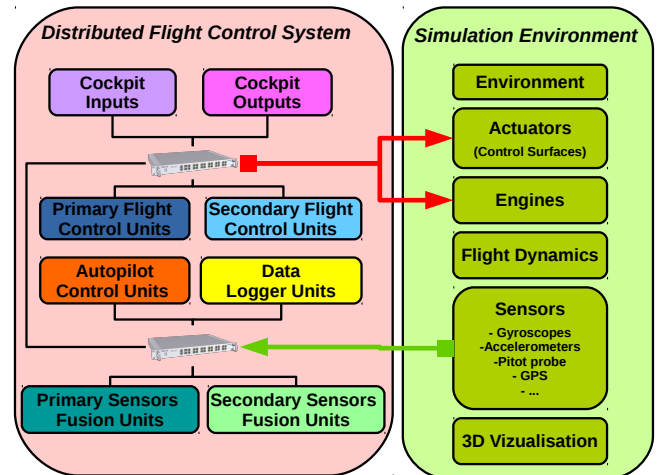 Distributed Flight Control System
Cockpit
Inputs
Cockpit
Outputs
Primary Flight
Control Units
Secondary Flight
Control Units
Autopilot
Control Units
Data
Logger Units
Primary Sensors
Fusion Units
Secondary Sensors
Fusion Units
Simulation Environment
Environment
Actuators
(Control Surfaces)
Engines
Flight Dynamics
Sensors
- Gyroscopes
-Accelerometers
-Pitot probe
- GPS
- ...
3D Vizualisation